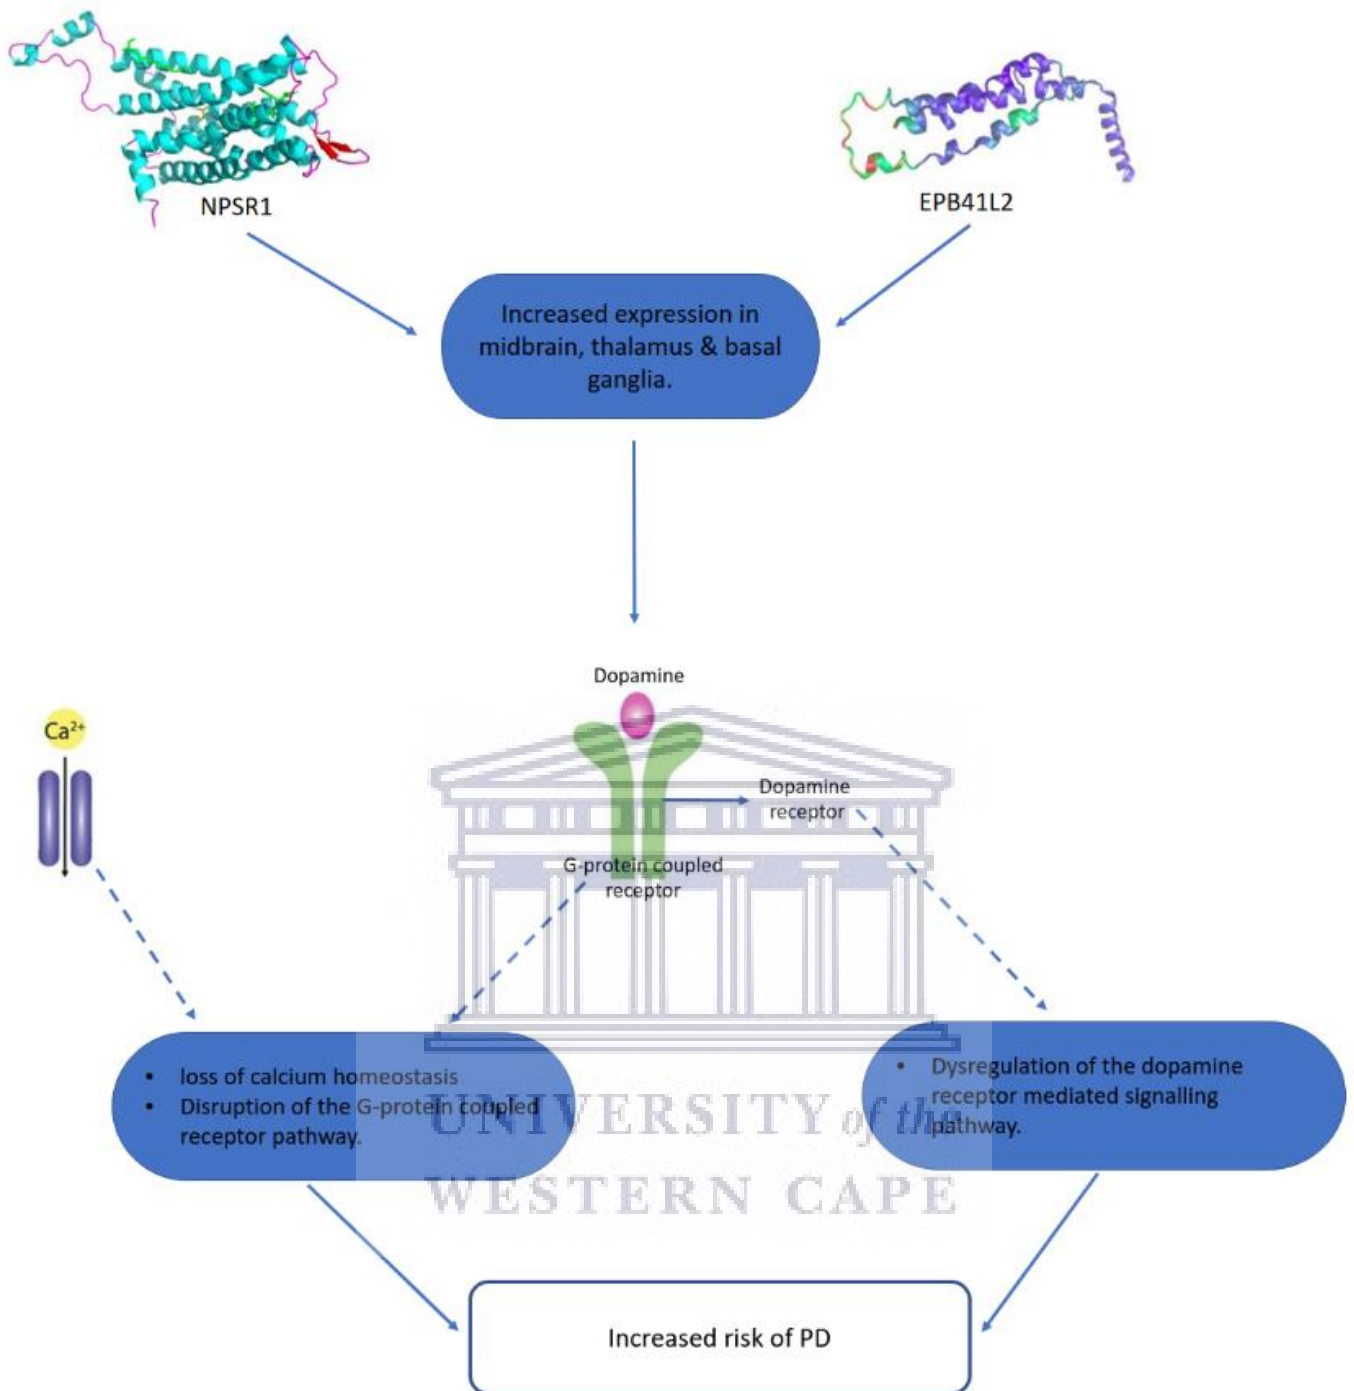 NPSR1
EPB41L2
Increased expression in
midbrain, thalamus & basal
ganglia.
Dopamine
Ca²⁺
Dopamine
receptor
G-protein coupled
receptor
• loss of calcium homeostasis
• Disruption of the G-protein coupled
receptor pathway.
• Dysregulation of the dopamine
receptor mediated signalling
pathway.
UNIVERSITY of the
WESTERN CAPE
Increased risk of PD